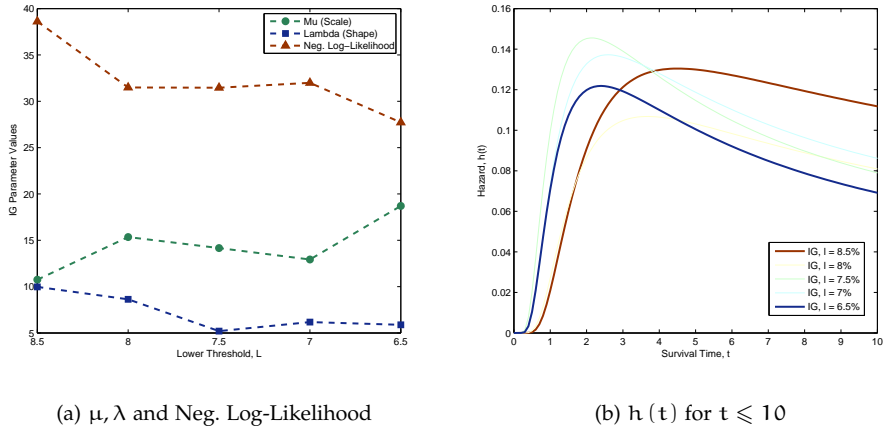 40
35
30
25
20
15
10
5
8.5
8
7.5
7
6.5
IG Parameter Values
Lower Threshold, L
Mu (Scale)
Lambda (Shape)
Neg. Log-Likelihood
0.16
0.14
0.12
0.1
0.08
0.06
0.04
0.02
0
0
1
2
3
4
5
6
7
8
9
10
Hazard, h(t)
Survival Time, t
IG, l = 8.5%
IG, l = 8%
IG, l = 7.5%
IG, l = 7%
IG, l = 6.5%
(a) μ, λ and Neg. Log-Likelihood
(b) h (t) for t ⩽ 10